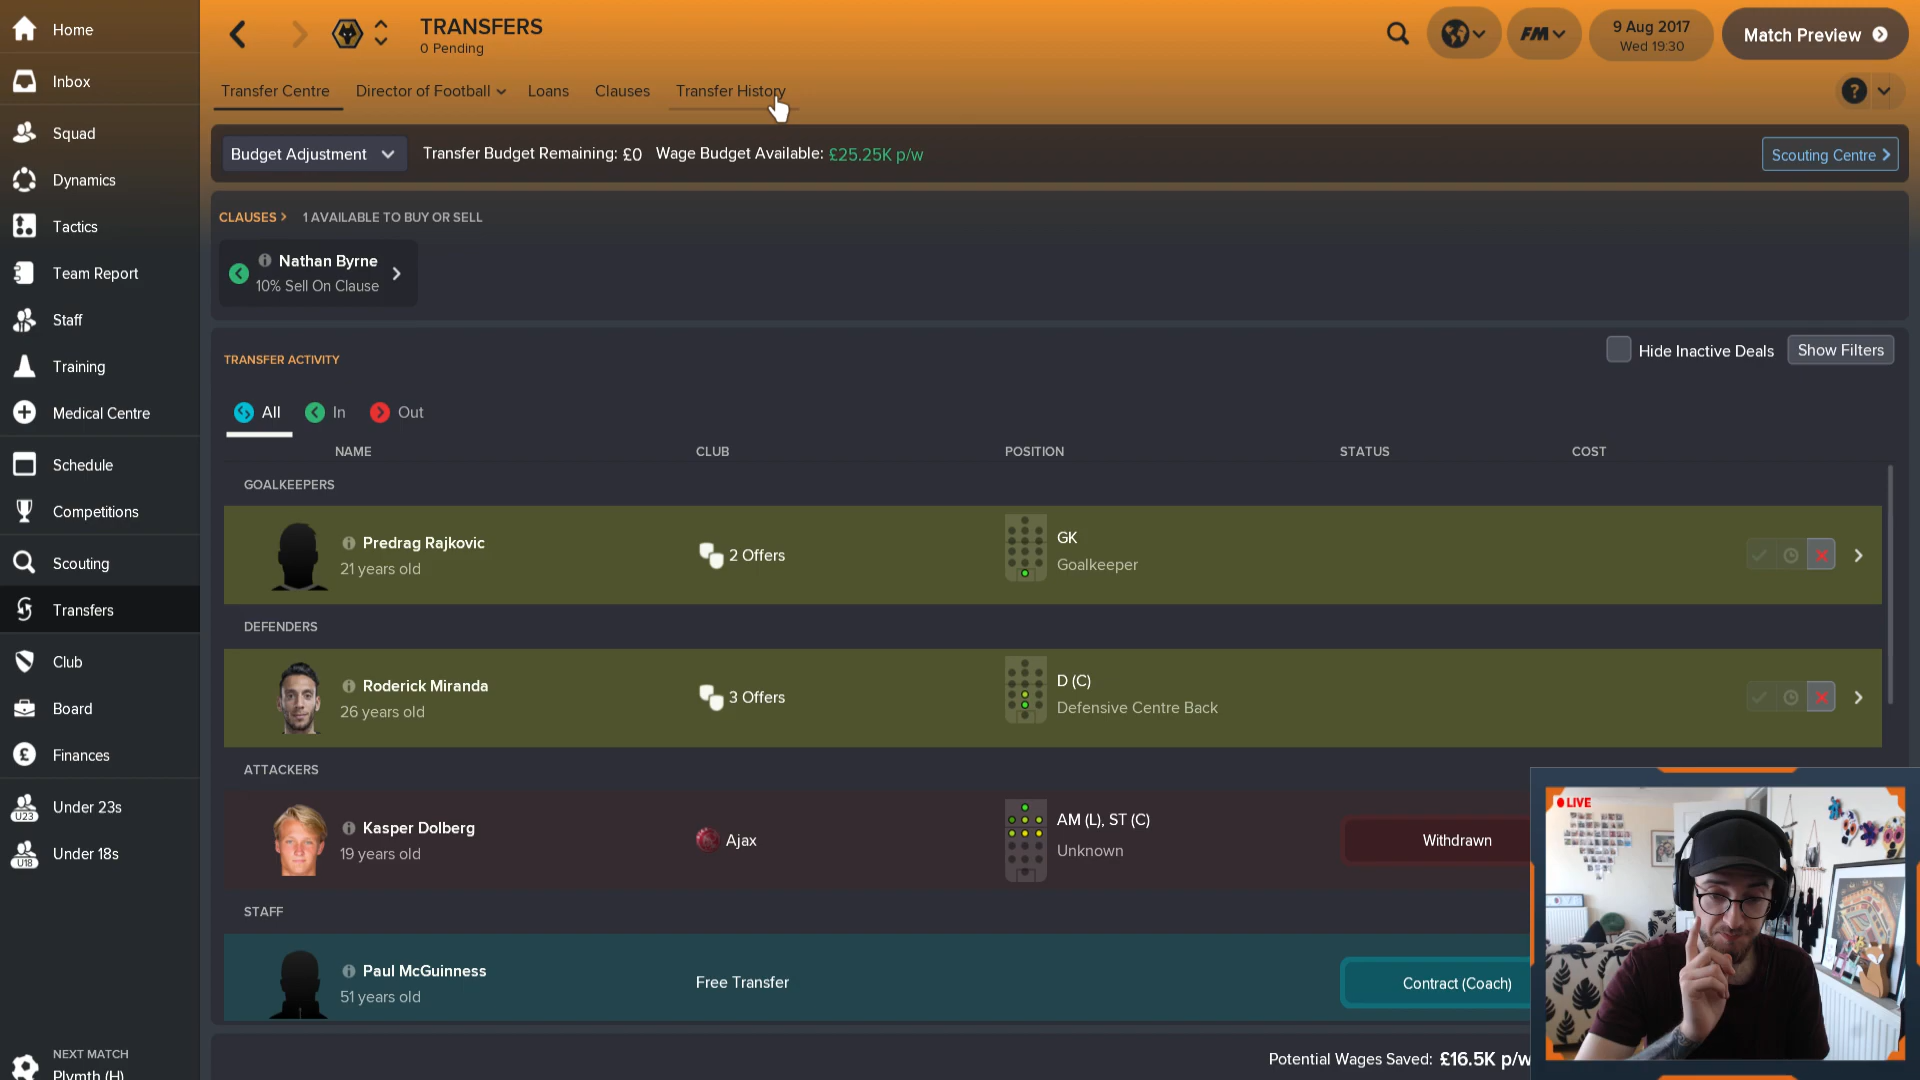 Home
Inbox
Squad
Dynamics
Tactics
Team Report
Staff
Training
Medical Centre
Schedule
Competitions
Scouting
Transfers
Club
Board
Finances
U23
Under 23s
U18
Under 18s
NEXT MATCH
Plymth (H)
TRANSFERS
0 Pending
FM
9 Aug 2017
Wed 19:30
Match Preview
Transfer Centre
Director of Football
Loans
Clauses
Transfer History
?
Budget Adjustment
Transfer Budget Remaining: £0
Wage Budget Available: £25.25K p/w
Scouting Centre >
CLAUSES > 1 AVAILABLE TO BUY OR SELL
Nathan Byrne
10% Sell On Clause
TRANSFER ACTIVITY
Hide Inactive Deals
Show Filters
All
In
Out
NAME CLUB POSITION STATUS COST
GOALKEEPERS
Predrag Rajkovic
21 years old
2 Offers
GK
Goalkeeper
DEFENDERS
Roderick Miranda
26 years old
3 Offers
D (C)
Defensive Centre Back
ATTACKERS
Kasper Dolberg
19 years old
Ajax
AM (L), ST (C)
Unknown
Withdrawn
STAFF
Paul McGuinness
51 years old
Free Transfer
Contract (Coach)
Potential Wages Saved: £16.5K p/w
LIVE